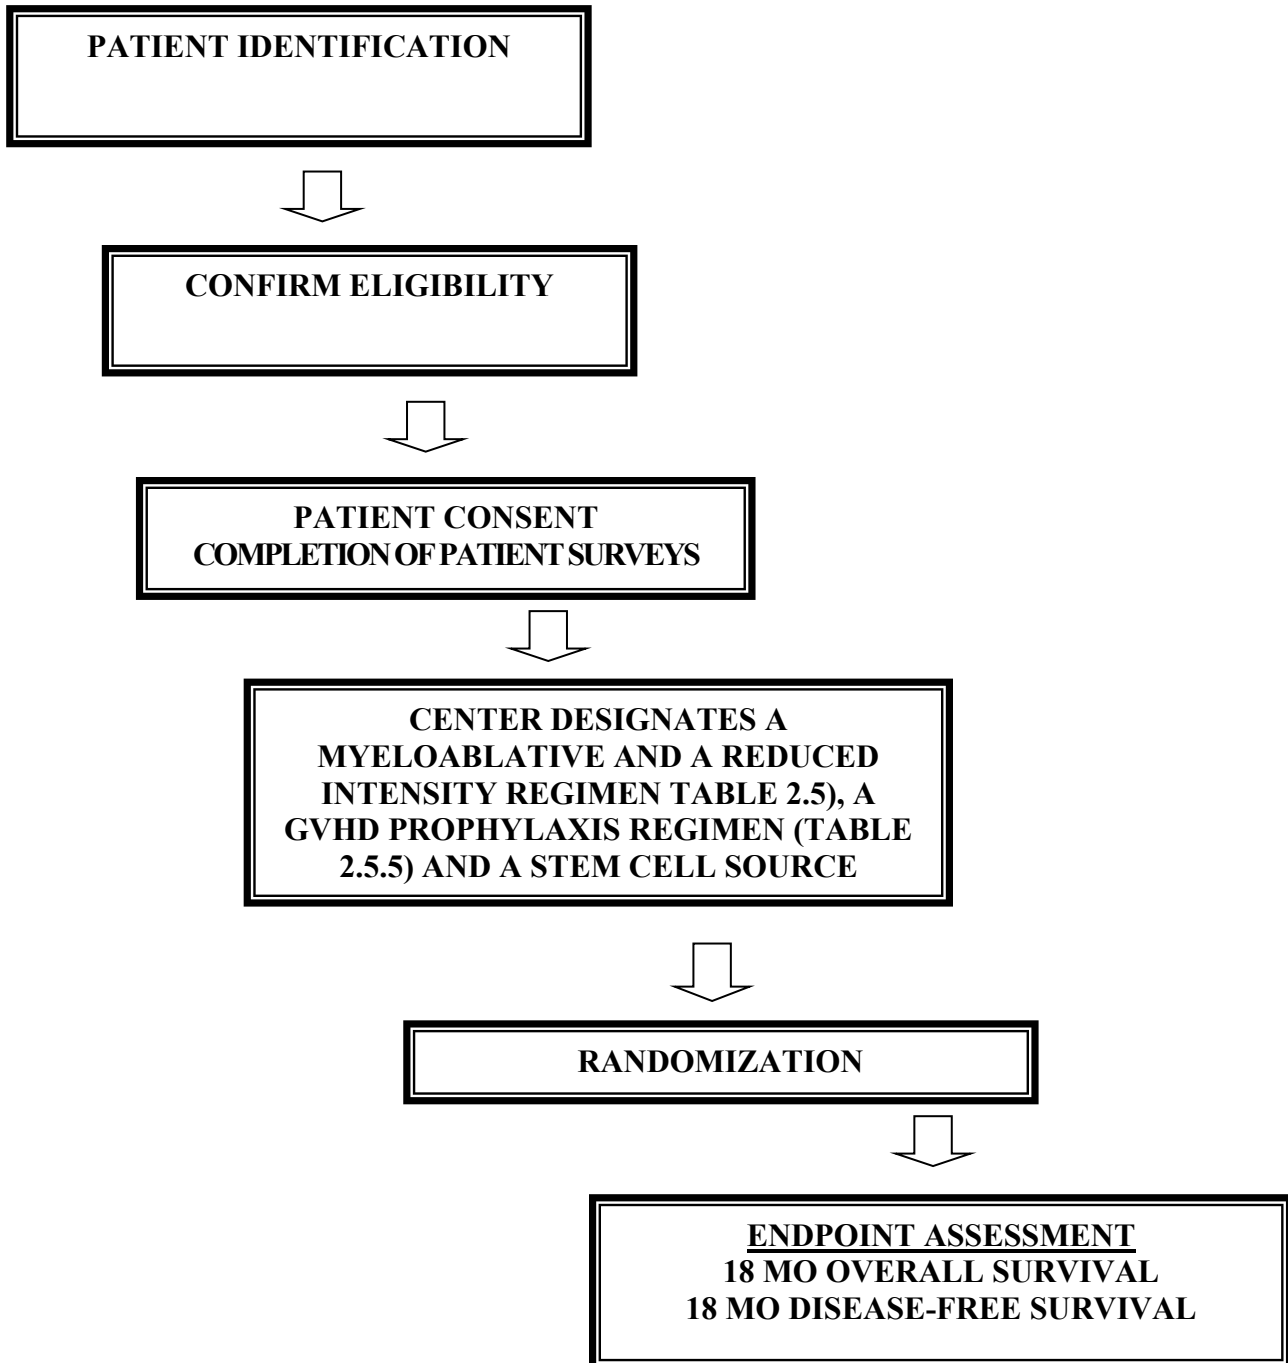 PATIENT IDENTIFICATION
CONFIRM ELIGIBILITY
PATIENT CONSENT
COMPLETION OF PATIENT SURVEYS
CENTER DESIGNATES A
MYELOABLATIVE AND A REDUCED
INTENSITY REGIMEN TABLE 2.5), A
GVHD PROPHYLAXIS REGIMEN (TABLE
2.5.5) AND A STEM CELL SOURCE
RANDOMIZATION
ENDPOINT ASSESSMENT
18 MO OVERALL SURVIVAL
18 MO DISEASE-FREE SURVIVAL